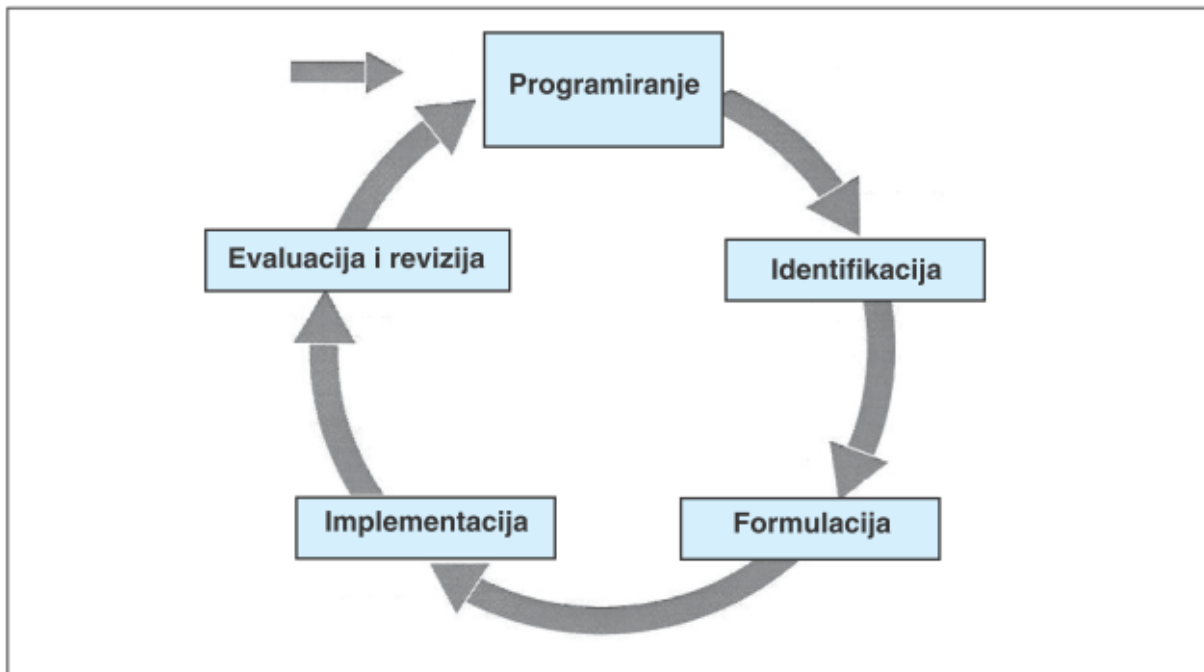 Programiranje
Identifikacija
Formulacija
Implementacija
Evaluacija i revizija